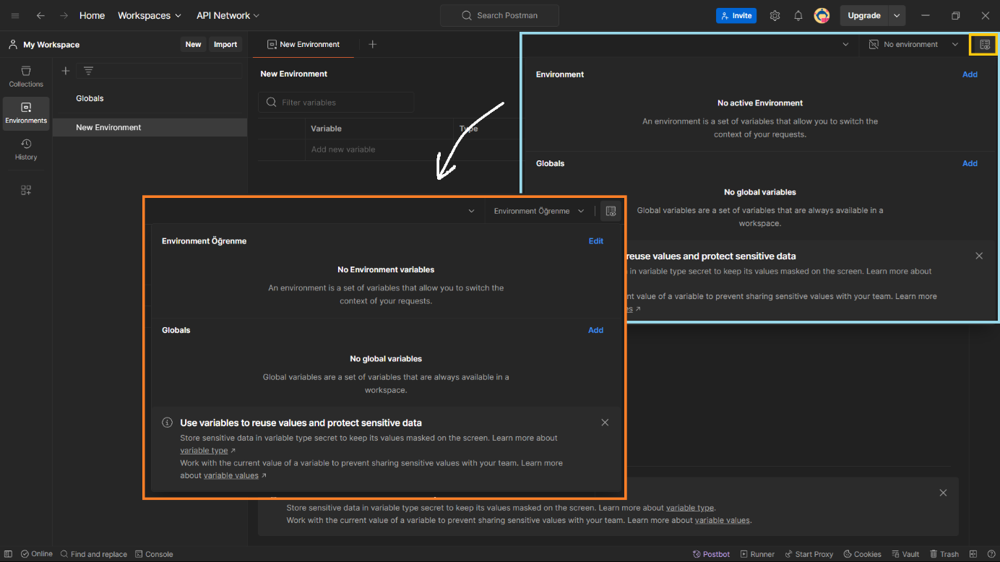 Home Workspaces API Network Search Postman Invite Upgrade
My Workspace New Import New Environment No environment
Collections
Environments
History
Globals
New Environment
New Environment
Filter variables
Variable Type
Add new variable
Environment Add
No active Environment
An environment is a set of variables that allow you to switch the
context of your requests.
Globals Add
No global variables
Global variables are a set of variables that are always available in a
workspace.
reuse values and protect sensitive data
in variable type secret to keep its values masked on the screen. Learn more about
nt value of a variable to prevent sharing sensitive values with your team. Learn more
es ↗
Environment Öğrenme
Environment Öğrenme Edit
No Environment variables
An environment is a set of variables that allow you to switch the
context of your requests.
Globals Add
No global variables
Global variables are a set of variables that are always available in a
workspace.
Use variables to reuse values and protect sensitive data
Store sensitive data in variable type secret to keep its values masked on the screen. Learn more about
variable type ↗
Work with the current value of a variable to prevent sharing sensitive values with your team. Learn more
about variable values ↗
Store sensitive data in variable type secret to keep its values masked on the screen. Learn more about variable type.
Work with the current value of a variable to prevent sharing sensitive values with your team. Learn more about variable values.
Online Find and replace Console Postbot Runner Start Proxy Cookies Vault Trash